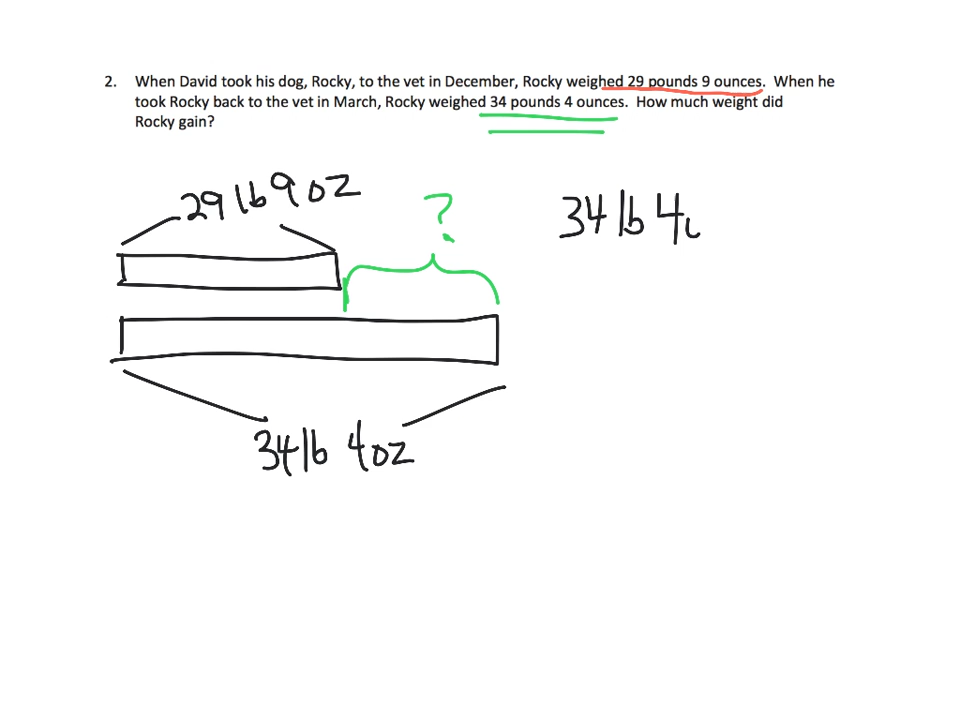 2. When David took his dog, Rocky, to the vet in December, Rocky weighed 29 pounds 9 ounces. When he
took Rocky back to the vet in March, Rocky weighed 34 pounds 4 ounces. How much weight did
Rocky gain?
29 lb 9 oz
?
34 lb 4
34 lb 4 oz